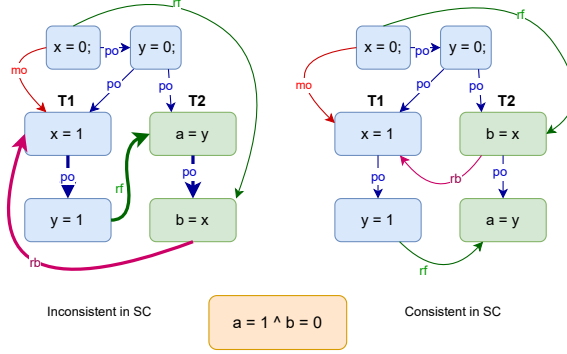 rf
x = 0;
po
y = 0;
mo
po
po
T1
T2
x = 1
a = y
po
rf
po
y = 1
b = x
rb
Inconsistent in SC
rf
x = 0;
po
y = 0;
mo
po
po
T1
T2
x = 1
b = x
po
rb
po
y = 1
a = y
rf
Consistent in SC
a = 1 ^ b = 0